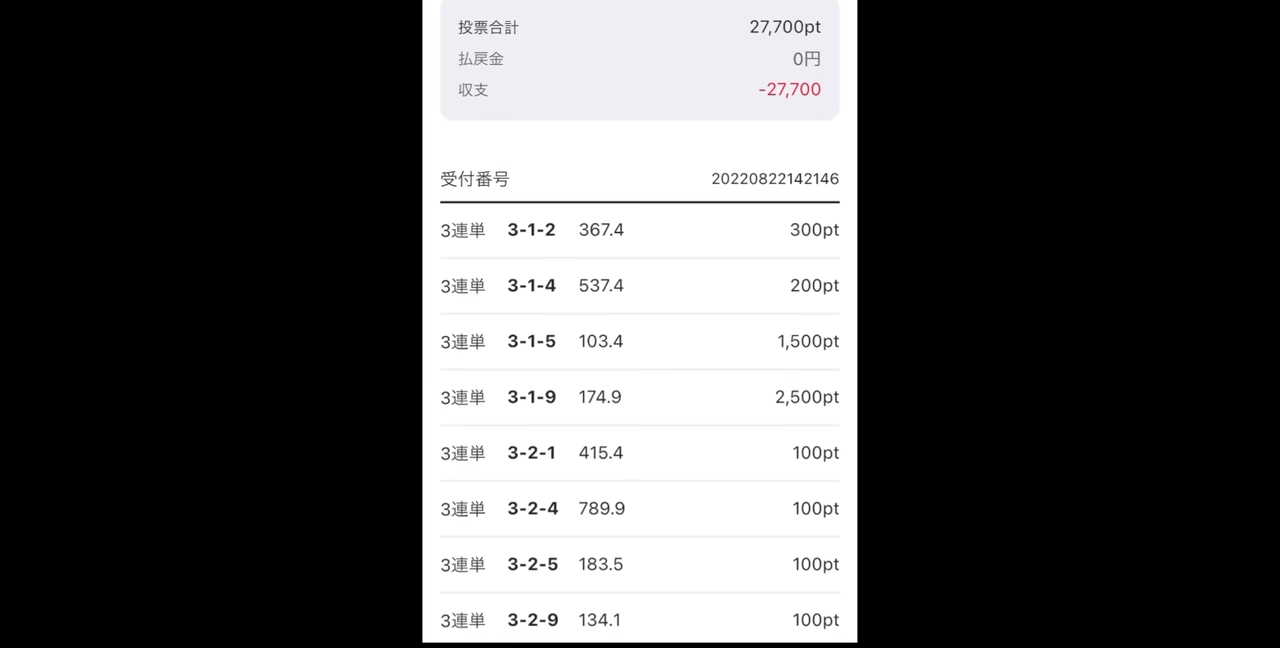 投票合計 27,700pt
払戻金 0円
収支 -27,700
受付番号 20220822142146
3連単 3-1-2 367.4 300pt
3連単 3-1-4 537.4 200pt
3連単 3-1-5 103.4 1,500pt
3連単 3-1-9 174.9 2,500pt
3連単 3-2-1 415.4 100pt
3連単 3-2-4 789.9 100pt
3連単 3-2-5 183.5 100pt
3連単 3-2-9 134.1 100pt